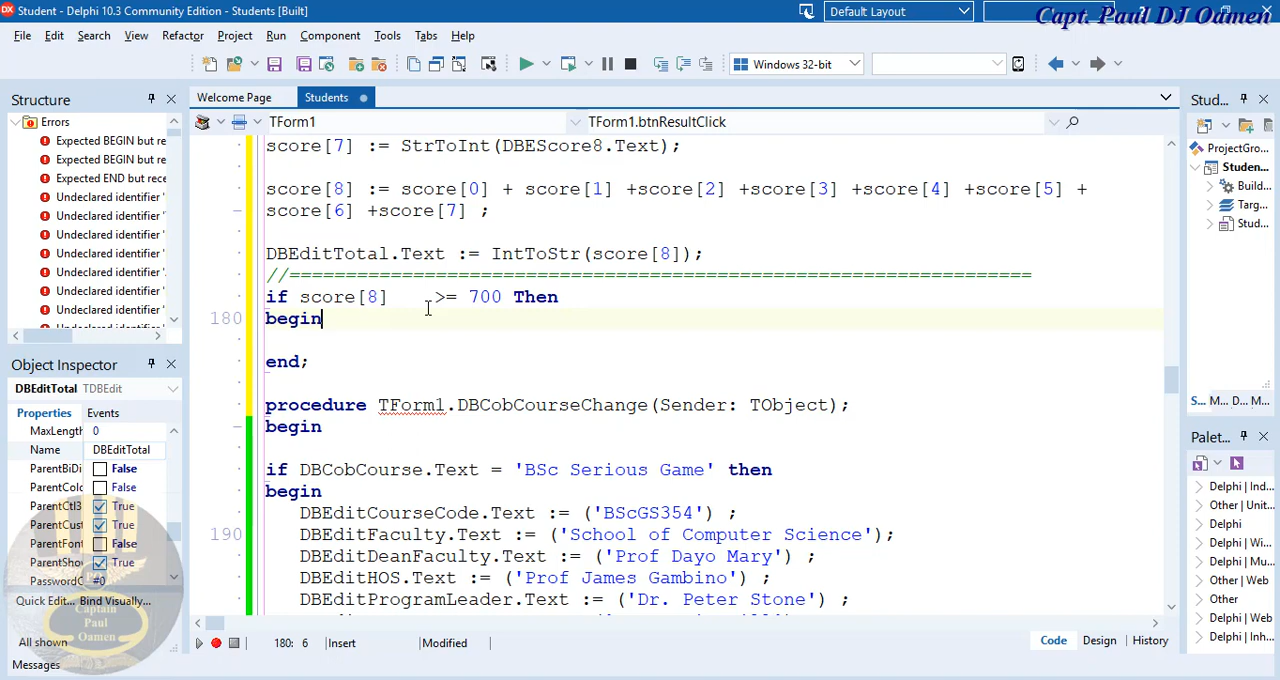 Student - Delphi 10.3 Community Edition - Students [Built]
Default Layout
Capt. Paul DJ Oamen
File Edit Search View Refactor Project Run Component Tools Tabs Help
Windows 32-bit
Structure
Welcome Page
Students
Stud...
Errors
TForm1
TForm1.btnResultClick
Expected BEGIN but re
Expected BEGIN but re
Expected END but rece
Undeclared identifier '
Undeclared identifier '
Undeclared identifier '
Undeclared identifier '
Undeclared identifier '
Undeclared identifier '
Undeclared identifier '
score[7] := StrToInt(DBEScore8.Text);
score[8] := score[0] + score[1] +score[2] +score[3] +score[4] +score[5] +
score[6] +score[7] ;
DBEditTotal.Text := IntToStr(score[8]);
//==================================================================
if score[8] >= 700 Then
180
begin
end;
procedure TForm1.DBCobCourseChange(Sender: TObject);
begin
if DBCobCourse.Text = 'BSc Serious Game' then
begin
DBEditCourseCode.Text := ('BScGS354') ;
190
DBEditFaculty.Text := ('School of Computer Science');
DBEditDeanFaculty.Text := ('Prof Dayo Mary') ;
DBEditHOS.Text := ('Prof James Gambino') ;
DBEditProgramLeader.Text := ('Dr. Peter Stone') ;
ProjectGro...
Studen...
Build...
Targ...
Stud...
S... M... D... M...
Palet...
Delphi | Ind...
Other | Unit...
Delphi
Delphi | Wi...
Delphi | Mu...
Other | Web
Other
Delphi | Web
Delphi | Inh...
Object Inspector
DBEditTotal TDBEdit
Properties Events
MaxLength 0
Name DBEditTotal
ParentBiDi False
ParentColo False
ParentCtl3 True
ParentCust True
ParentFont False
ParentShow True
PasswordC #0
Quick Edit... Bind Visually...
Captain
Paul
Oamen
All shown
Messages
180: 6 Insert Modified
Code Design History